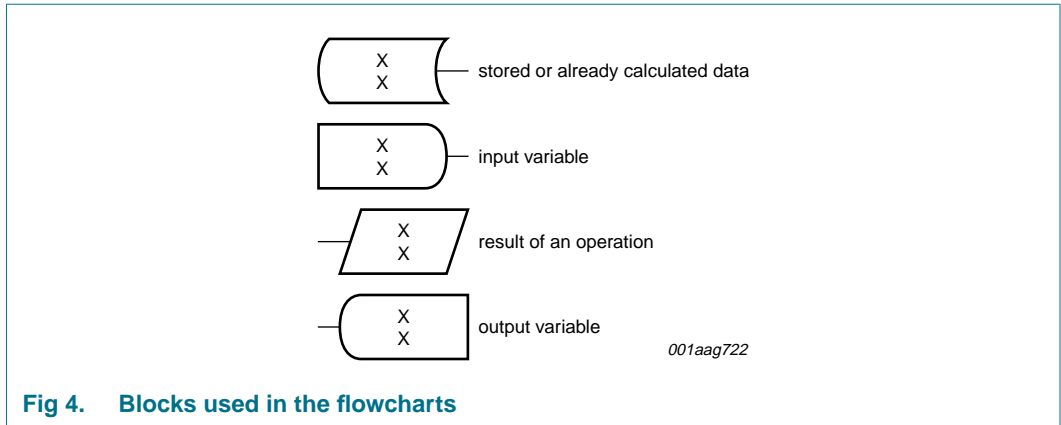 X
X
stored or already calculated data
X
X
input variable
X
X
result of an operation
X
X
output variable
001aag722
Fig 4. Blocks used in the flowcharts